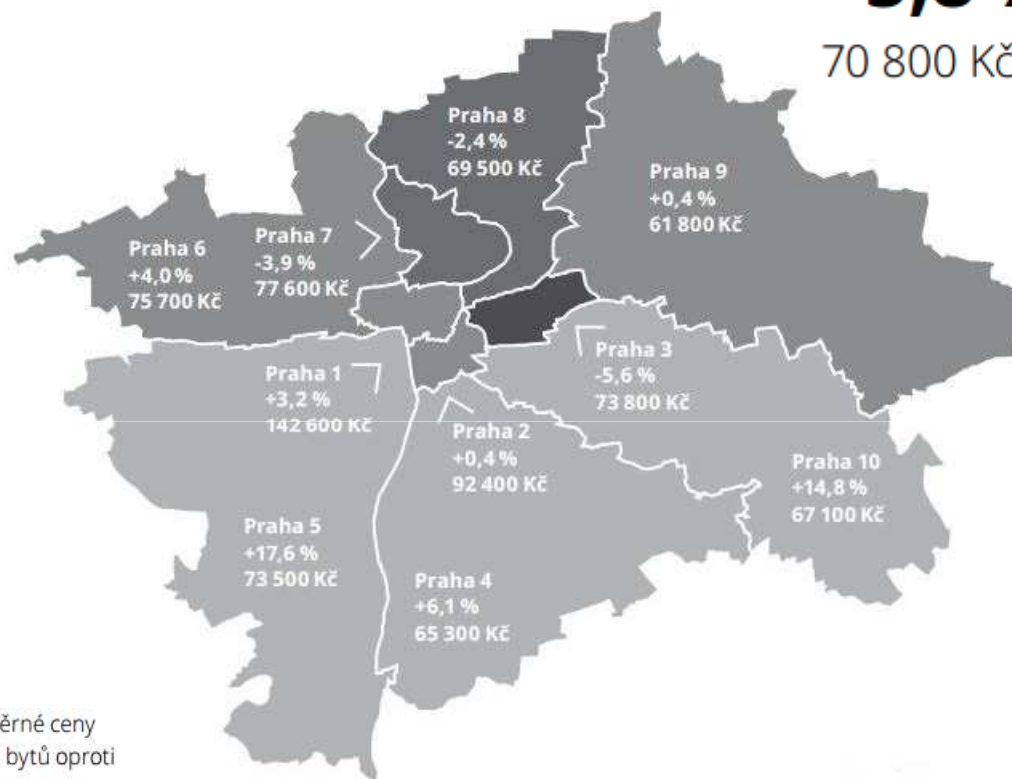 70 800 Kč
Praha 8
-2,4 %
69 500 Kč
Praha 9
+0,4 %
61 800 Kč
Praha 6
+4,0 %
75 700 Kč
Praha 7
-3,9 %
77 600 Kč
Praha 1
+3,2 %
142 600 Kč
Praha 3
-5,6 %
73 800 Kč
Praha 2
+0,4 %
92 400 Kč
Praha 10
+14,8 %
67 100 Kč
Praha 5
+17,6 %
73 500 Kč
Praha 4
+6,1 %
65 300 Kč
ěrné ceny
bytů oproti